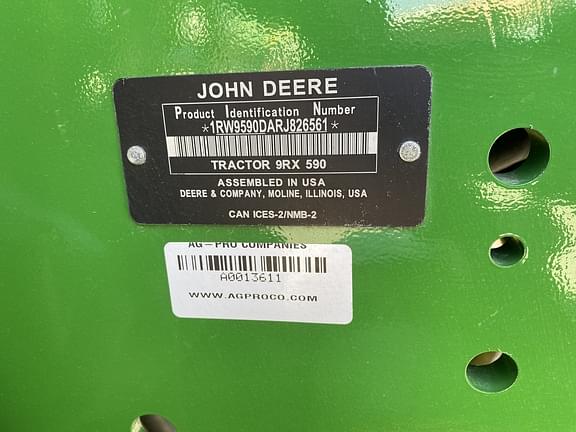 JOHN DEERE
Product Identification Number
*1RW9590DARJ826561*
TRACTOR 9RX 590
ASSEMBLED IN USA
DEERE & COMPANY, MOLINE, ILLINOIS, USA
CAN ICES-2/NMB-2
AG-PRO COMPANIES
A0013611
WWW.AGPROCO.COM